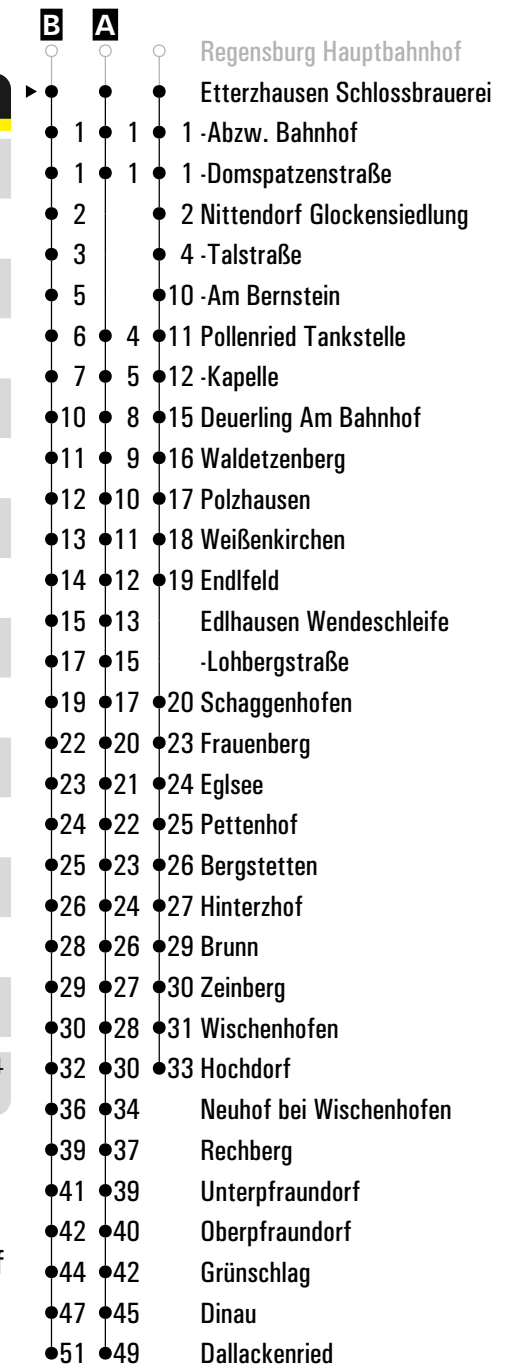 B A
Regensburg Hauptbahnhof
Etterzhausen Schlossbrauerei
1 1 1 -Abzw. Bahnhof
1 1 1 -Domspatzenstraße
2 2 Nittendorf Glockensiedlung
3 4 -Talstraße
5 10 -Am Bernstein
6 4 11 Pollenried Tankstelle
7 5 12 -Kapelle
10 8 15 Deuerling Am Bahnhof
11 9 16 Waldetzenberg
12 10 17 Polzhausen
13 11 18 Weißenkirchen
14 12 19 Endlfeld
15 13 Edlhausen Wendeschleife
17 15 -Lohbergstraße
19 17 20 Schaggenhofen
22 20 23 Frauenberg
23 21 24 Eglsee
24 22 25 Pettenhof
25 23 26 Bergstetten
26 24 27 Hinterzhof
28 26 29 Brunn
29 27 30 Zeinberg
30 28 31 Wischenhofen
32 30 33 Hochdorf
36 34 Neuhof bei Wischenhofen
39 37 Rechberg
41 39 Unterpfraundorf
42 40 Oberpfraundorf
44 42 Grünschlag
47 45 Dinau
51 49 Dallackenried